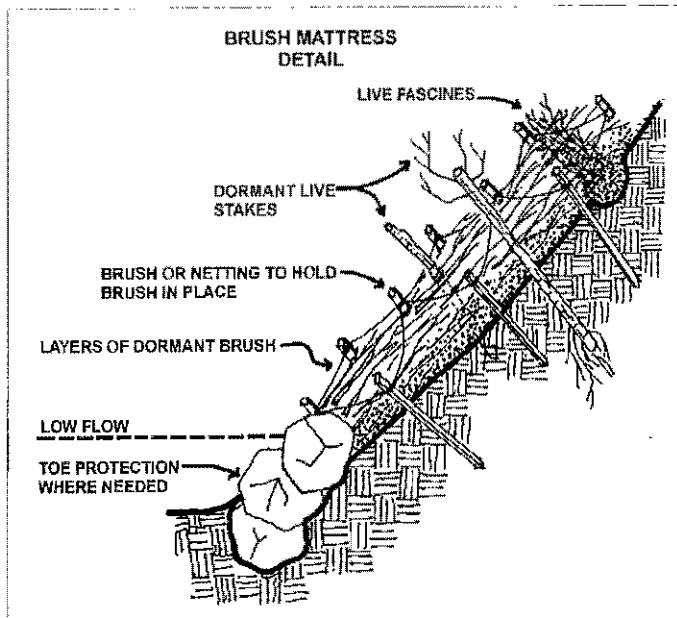 BRUSH MATTRESS
DETAIL
LIVE FASCINES
DORMANT LIVE
STAKES
BRUSH OR NETTING TO HOLD
BRUSH IN PLACE
LAYERS OF DORMANT BRUSH
LOW FLOW
TOE PROTECTION
WHERE NEEDED